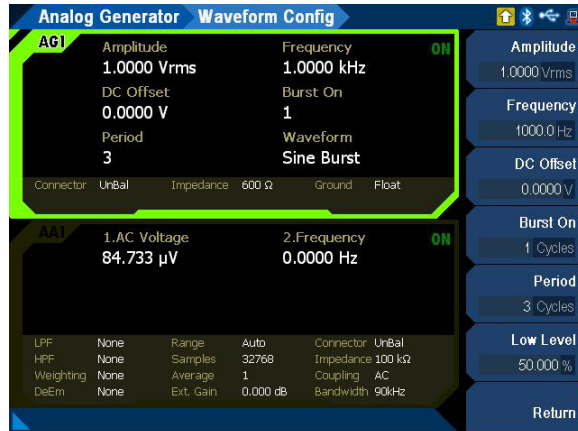 Analog Generator Waveform Config
AG1
Amplitude Frequency ON
1.0000 Vrms 1.0000 kHz
DC Offset Burst On
0.0000 V 1
Period Waveform
3 Sine Burst
Connector UnBal Impedance 600 Ω Ground Float
AA1
1.AC Voltage 2.Frequency ON
84.733 µV 0.0000 Hz
LPF None Range Auto Connector UnBal
HPF None Samples 32768 Impedance 100 kΩ
Weighting None Average 1 Coupling AC
DeEm None Ext. Gain 0.000 dB Bandwidth 90kHz
Amplitude
1.0000 Vrms
Frequency
1000.0 Hz
DC Offset
0.0000 V
Burst On
1 Cycles
Period
3 Cycles
Low Level
50.000 %
Return